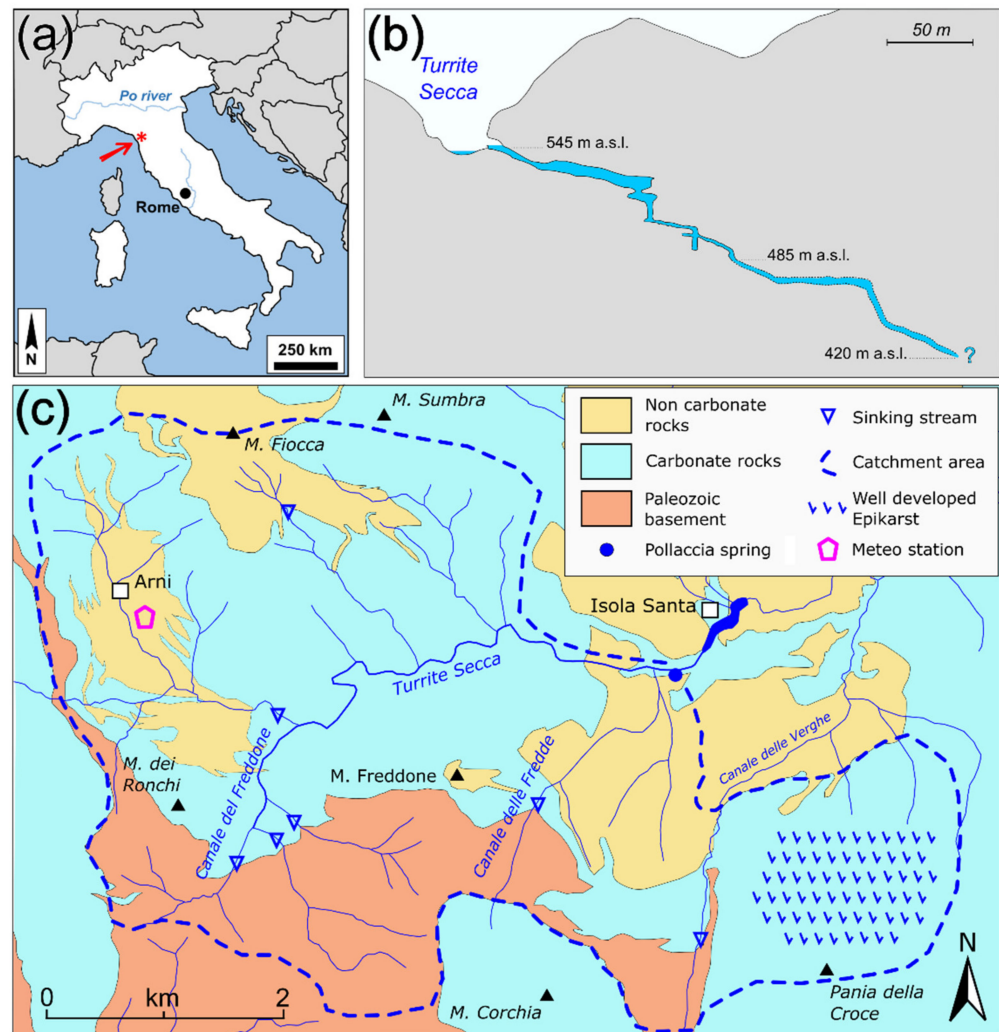 (a)
Po river
*
Rome
N
250 km
(b)
50 m
Turrite
Secca
545 m a.s.l.
485 m a.s.l.
420 m a.s.l.
?
(c)
M. Sumbra
M. Fiocca
Arni
Isola Santa
Turrite Secca
Canale delle Verghe
M. dei
Ronchi
Canale del Freddone
M. Freddone
Canale delle Fredde
M. Corchia
Pania della
Croce
0
km
2
N
Non carbonate
rocks
Carbonate rocks
Paleozoic
basement
Pollaccia spring
Sinking stream
Catchment area
Well developed
Epikarst
Meteo station